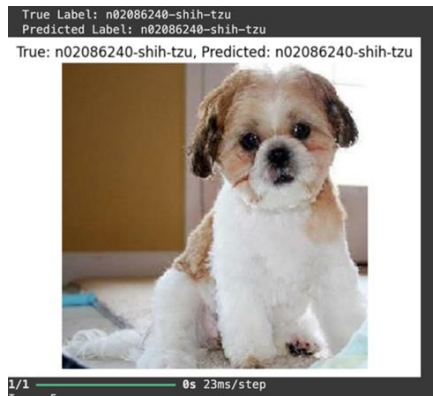 True Label: n02086240-shih-tzu
Predicted Label: n02086240-shih-tzu
True: n02086240-shih-tzu, Predicted: n02086240-shih-tzu
1/1 0s 23ms/step